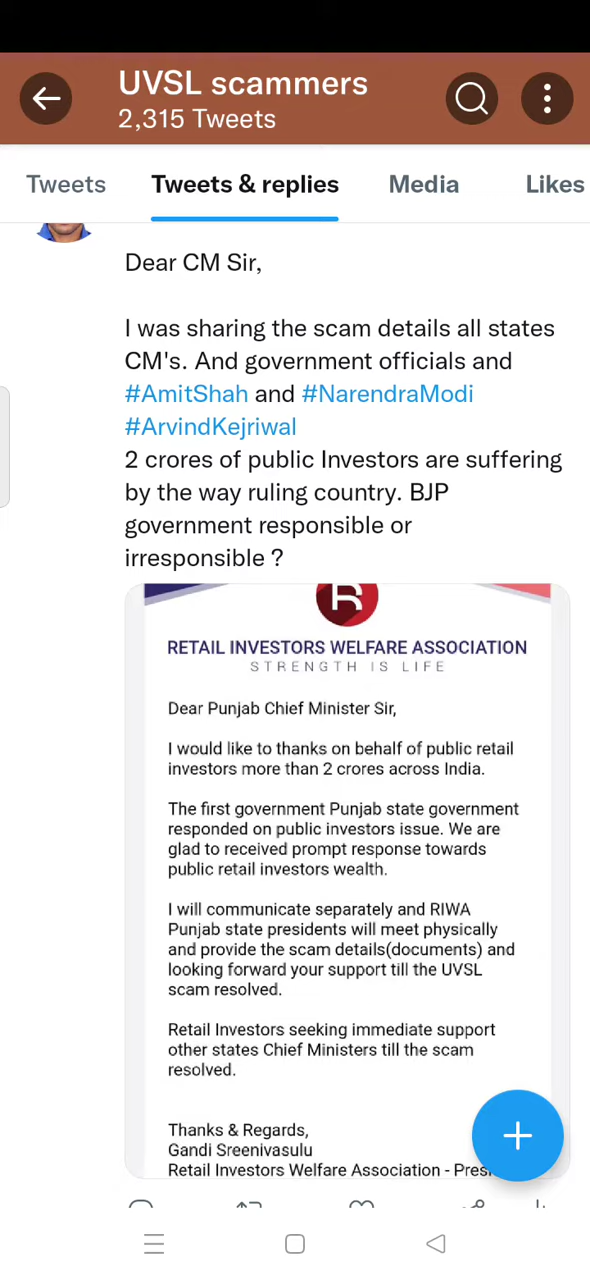 UVSL scammers
2,315 Tweets
Tweets
Tweets & replies
Media
Likes
Dear CM Sir,
I was sharing the scam details all states
CM's. And government officials and
#AmitShah and #NarendraModi
#ArvindKejriwal
2 crores of public Investors are suffering
by the way ruling country. BJP
government responsible or
irresponsible ?
R
RETAIL INVESTORS WELFARE ASSOCIATION
STRENGTH IS LIFE
Dear Punjab Chief Minister Sir,
I would like to thanks on behalf of public retail
investors more than 2 crores across India.
The first government Punjab state government
responded on public investors issue. We are
glad to received prompt response towards
public retail investors wealth.
I will communicate separately and RIWA
Punjab state presidents will meet physically
and provide the scam details(documents) and
looking forward your support till the UVSL
scam resolved.
Retail Investors seeking immediate support
other states Chief Ministers till the scam
resolved.
Thanks & Regards,
Gandi Sreenivasulu
Retail Investors Welfare Association -